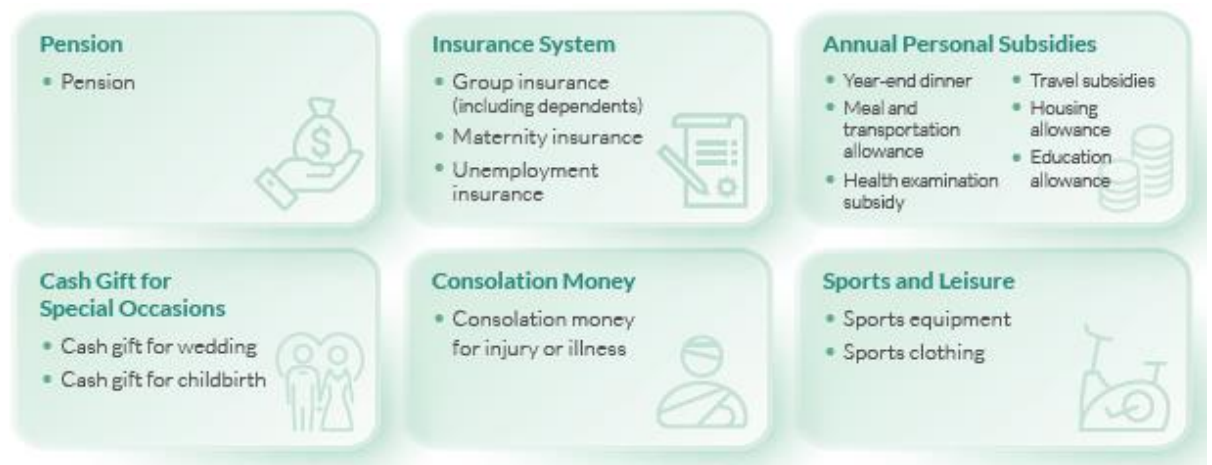 Pension
• Pension
Insurance System
• Group insurance
(including dependents)
• Maternity insurance
• Unemployment
insurance
Annual Personal Subsidies
• Year-end dinner
• Meal and
transportation
allowance
• Health examination
subsidy
• Travel subsidies
• Housing
allowance
• Education
allowance
Cash Gift for
Special Occasions
• Cash gift for wedding
• Cash gift for childbirth
Consolation Money
• Consolation money
for injury or illness
Sports and Leisure
• Sports equipment
• Sports clothing